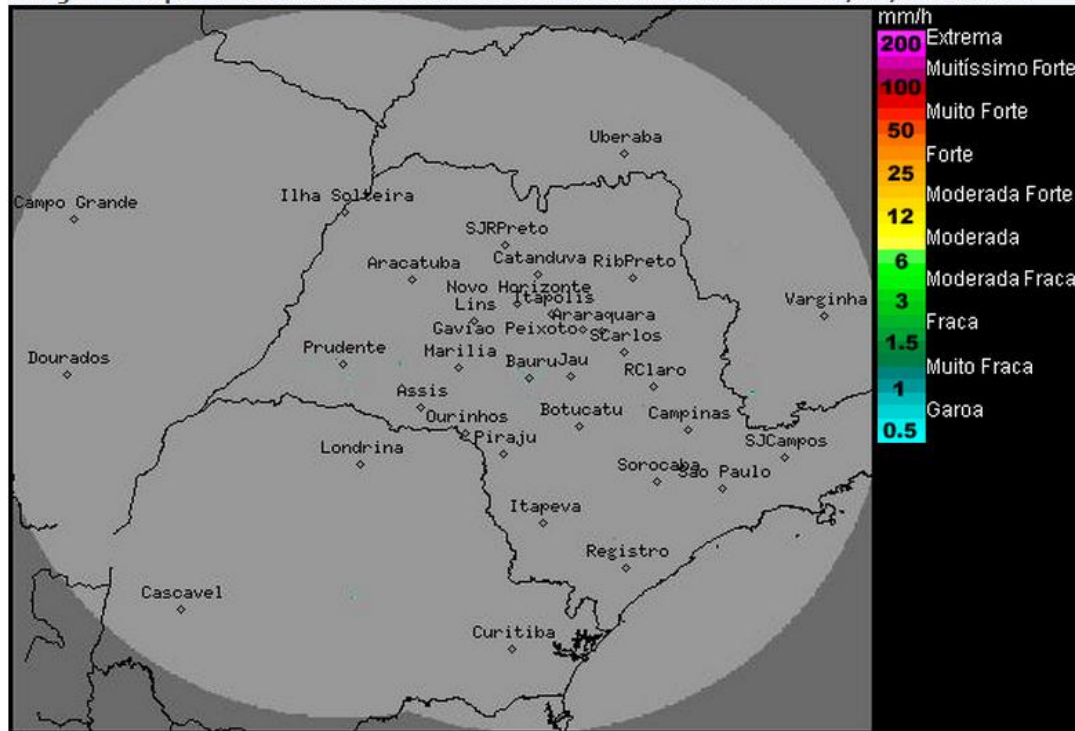 mm/h
200 Extrema
Muitíssimo Forte
100
Muito Forte
50
Forte
25
Moderada Forte
12
Moderada
6
Moderada Fraca
3
Fraca
1.5
Muito Fraca
1
Garoa
0.5
Uberaba
Campo Grande
Ilha Solteira
SJRPreto
Catanduva
Aracatuba
RibPreto
Novo Horizonte
Itapolis
Lins
Varginha
Araraquara
Gaviao Peixoto
SCarlos
Prudente
Marilia
Dourados
Bauru
Jau
RClaro
Assis
Ourinhos
Botucatu
Campinas
Piraju
Londrina
SJCampos
Sorocaba
Sao Paulo
Itapeva
Registro
Cascavel
Curitiba